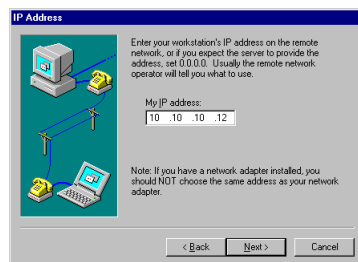 IP Address
Enter your workstation's IP address on the remote
network, or if you expect the server to provide the
address, set 0.0.0.0. Usually the remote network
operator will tell you what to use.
My IP address:
10 .10 .10 .12
Note: If you have a network adapter installed, you
should NOT choose the same address as your network
adapter.
< Back Next > Cancel